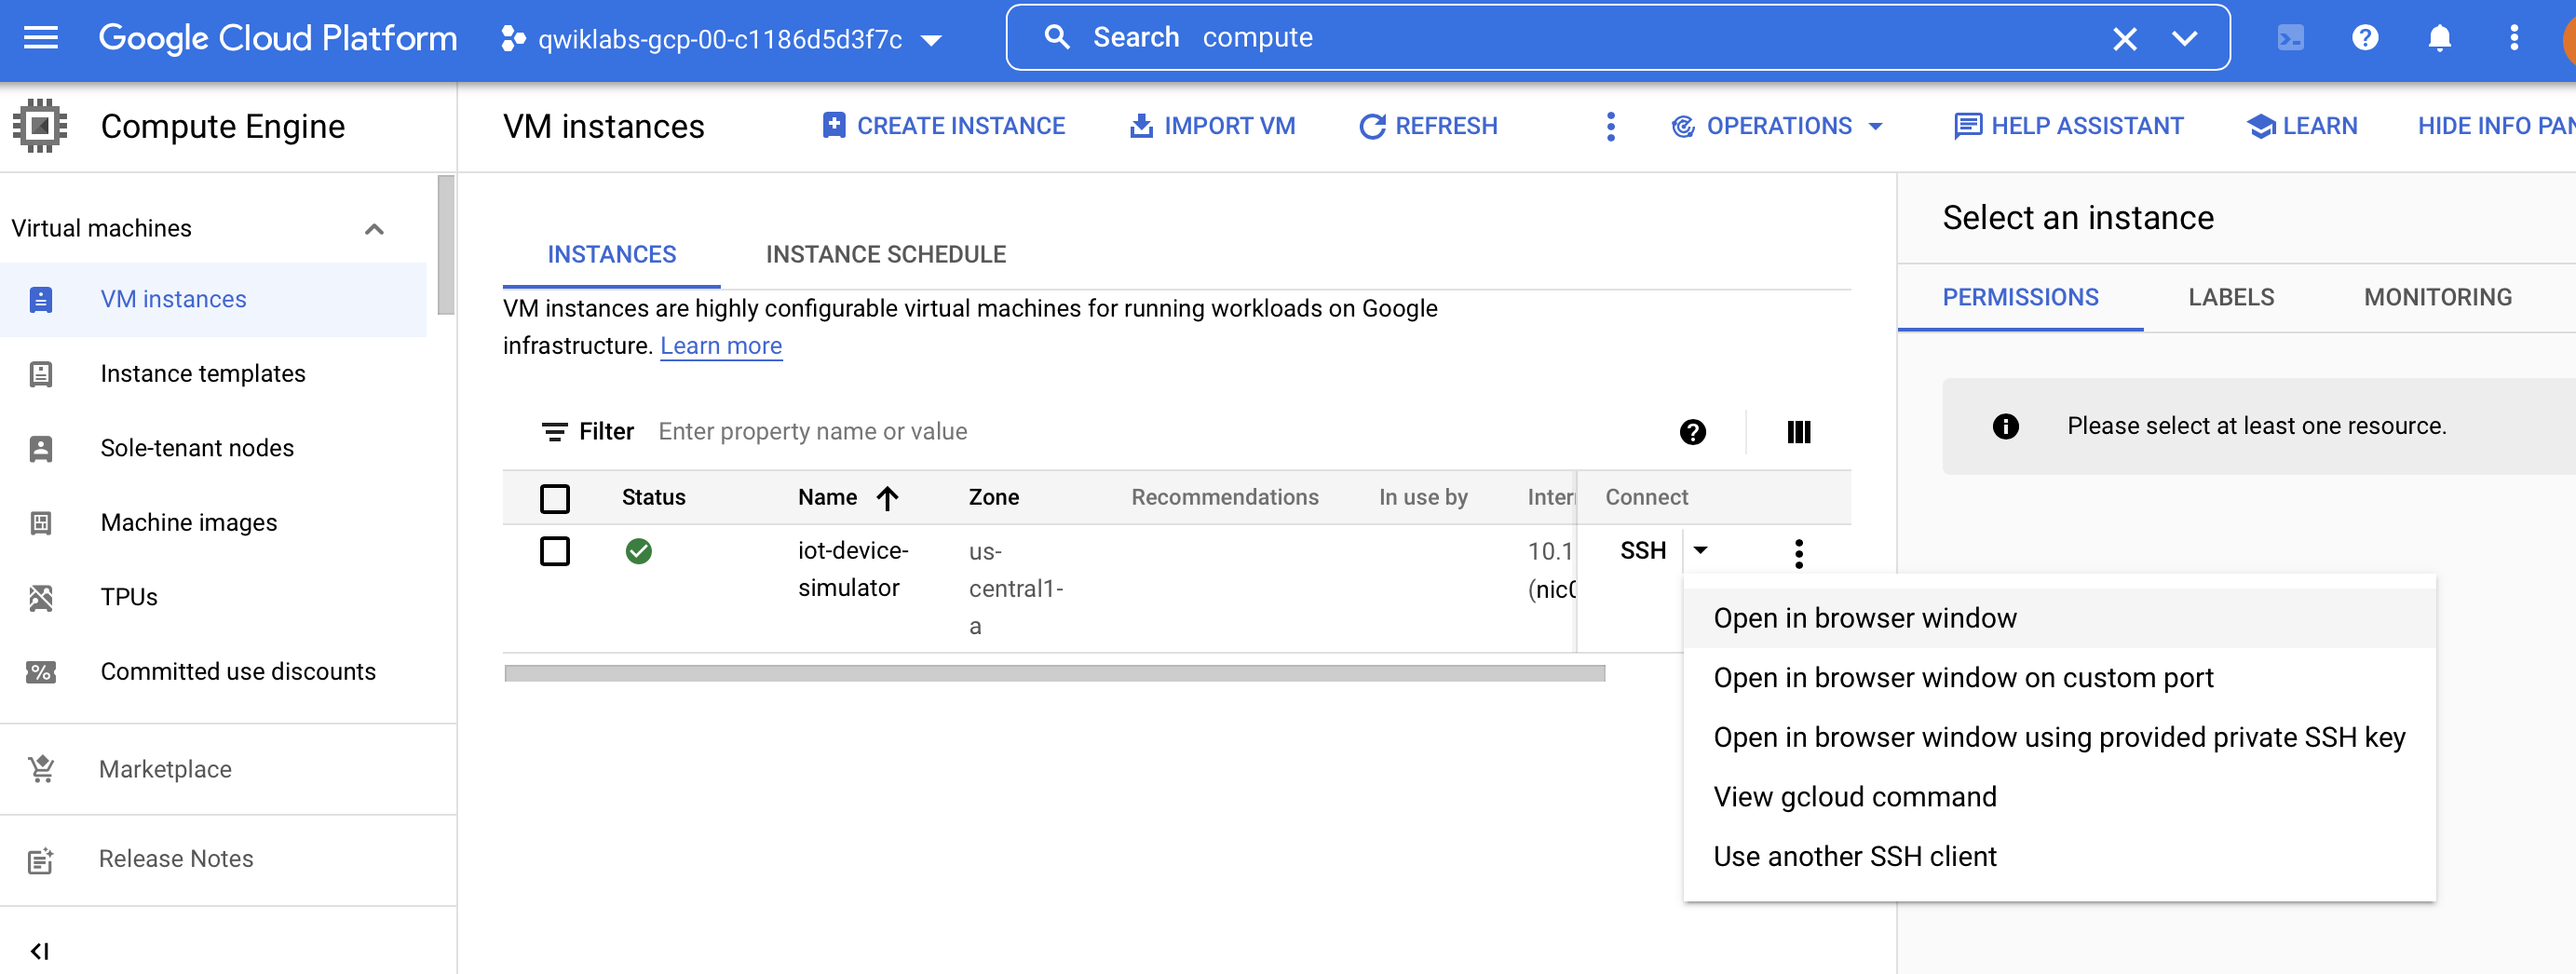 Google Cloud Platform
qwiklabs-gcp-00-c1186d5d3f7c
Search compute
Compute Engine
VM instances
CREATE INSTANCE
IMPORT VM
REFRESH
OPERATIONS
HELP ASSISTANT
LEARN
HIDE INFO PAN
Virtual machines
VM instances
Instance templates
Sole-tenant nodes
Machine images
TPUs
Committed use discounts
Marketplace
Release Notes
INSTANCES
INSTANCE SCHEDULE
VM instances are highly configurable virtual machines for running workloads on Google
infrastructure. Learn more
Filter Enter property name or value
Status Name Zone Recommendations In use by Inter Connect
iot-device-
simulator
us-
central1-
a
10.1
(nic0
SSH
Open in browser window
Open in browser window on custom port
Open in browser window using provided private SSH key
View gcloud command
Use another SSH client
Select an instance
PERMISSIONS
LABELS
MONITORING
Please select at least one resource.